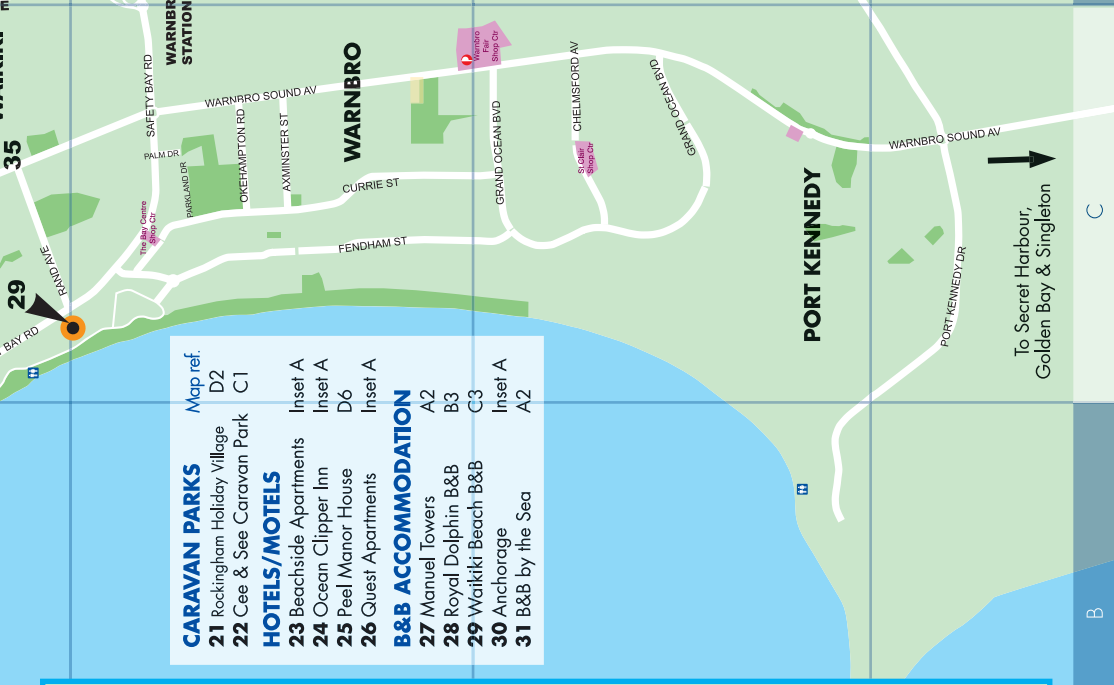 35
29
WARNBRO
STATION
WARNBRO
PORT KENNEDY
SAFETY BAY RD
WARNBRO SOUND AV
PALM DR
PARKLAND DR
OKEHAMPTON RD
AXMINSTER ST
CURRIE ST
FENDHAM ST
GRAND OCEAN BVD
CHELMSFORD AV
GRAND OCEAN BVD
WARNBRO SOUND AV
PORT KENNEDY DR
RAND AVE
BAY RD
The Bay Centre
Shop Ctr
Warnbro
Fair
Shop Ctr
St Clair
Shop Ctr
To Secret Harbour,
Golden Bay & Singleton
C
B
CARAVAN PARKS Map ref.
21 Rockingham Holiday Village D2
22 Cee & See Caravan Park C1
HOTELS/MOTELS
23 Beachside Apartments Inset A
24 Ocean Clipper Inn Inset A
25 Peel Manor House D6
26 Quest Apartments Inset A
B&B ACCOMMODATION
27 Manuel Towers A2
28 Royal Dolphin B&B B3
29 Waikiki Beach B&B C3
30 Anchorage Inset A
31 B&B by the Sea A2